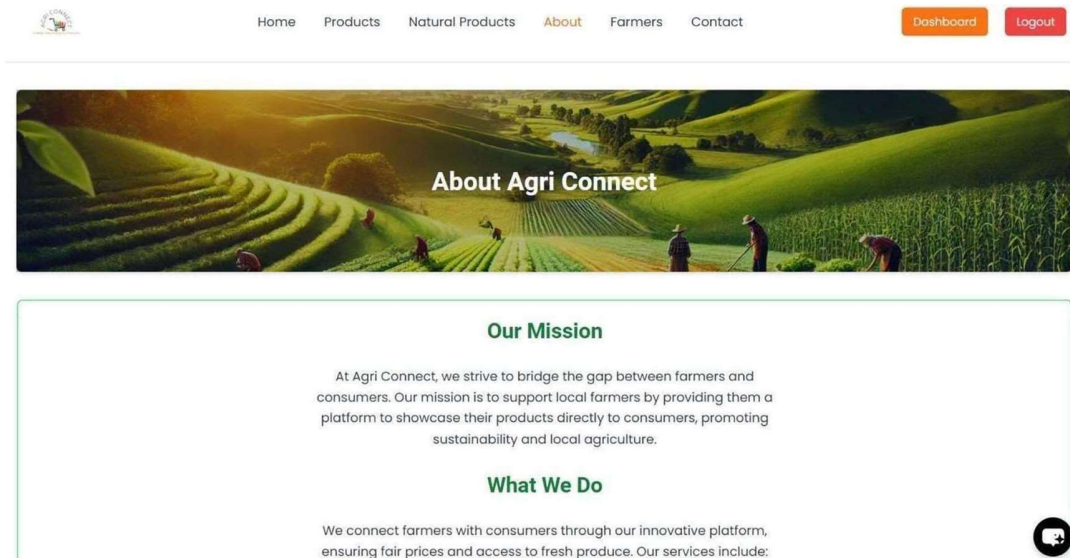 AGRI CONNECT
Home Products Natural Products About Farmers Contact Dashboard Logout
About Agri Connect
Our Mission
At Agri Connect, we strive to bridge the gap between farmers and
consumers. Our mission is to support local farmers by providing them a
platform to showcase their products directly to consumers, promoting
sustainability and local agriculture.
What We Do
We connect farmers with consumers through our innovative platform,
ensuring fair prices and access to fresh produce. Our services include: